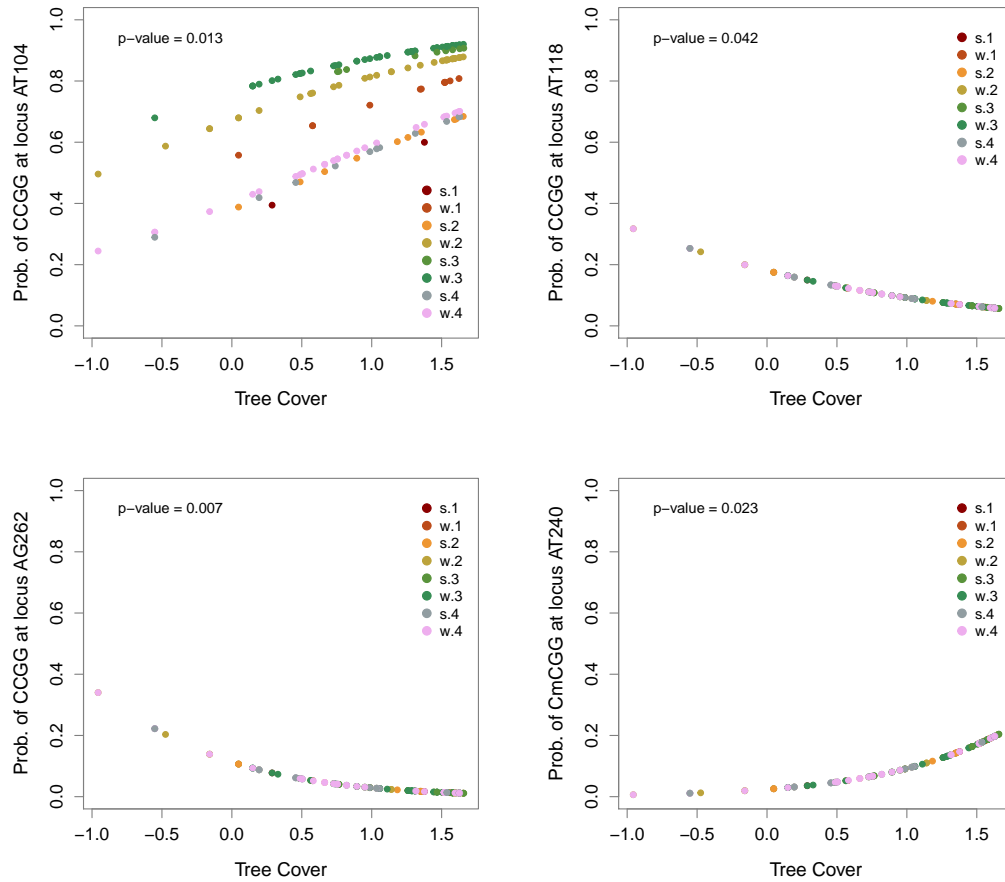 Prob. of CCGG at locus AT104
1.0
0.8
0.6
0.4
0.2
0.0
p−value = 0.013
s.1
w.1
s.2
w.2
s.3
w.3
s.4
w.4
−1.0 −0.5 0.0 0.5 1.0 1.5
Tree Cover
Prob. of CCGG at locus AT118
1.0
0.8
0.6
0.4
0.2
0.0
p−value = 0.042
s.1
w.1
s.2
w.2
s.3
w.3
s.4
w.4
−1.0 −0.5 0.0 0.5 1.0 1.5
Tree Cover
Prob. of CCGG at locus AG262
1.0
0.8
0.6
0.4
0.2
0.0
p−value = 0.007
s.1
w.1
s.2
w.2
s.3
w.3
s.4
w.4
−1.0 −0.5 0.0 0.5 1.0 1.5
Tree Cover
Prob. of CmCGG at locus AT240
1.0
0.8
0.6
0.4
0.2
0.0
p−value = 0.023
s.1
w.1
s.2
w.2
s.3
w.3
s.4
w.4
−1.0 −0.5 0.0 0.5 1.0 1.5
Tree Cover